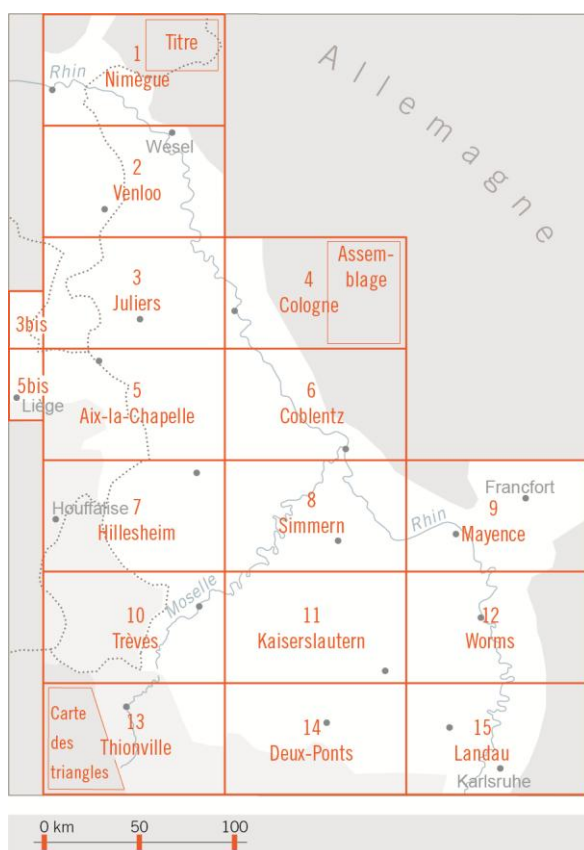 Allemagne
1
Titre
Rhin
Nimègue
Wesel
2
Venloo
3
Juliers
4
Cologne
Assem-
blage
3bis
5bis
Liège
5
Aix-la-Chapelle
6
Coblentz
7
Houffalise
Hillesheim
8
Simmern
Rhin
Francfort
9
Mayence
Moselle
10
Trèves
11
Kaiserslautern
12
Worms
Carte
des
triangles
13
Thionville
14
Deux-Ponts
15
Landau
Karlsruhe
0 km 50 100